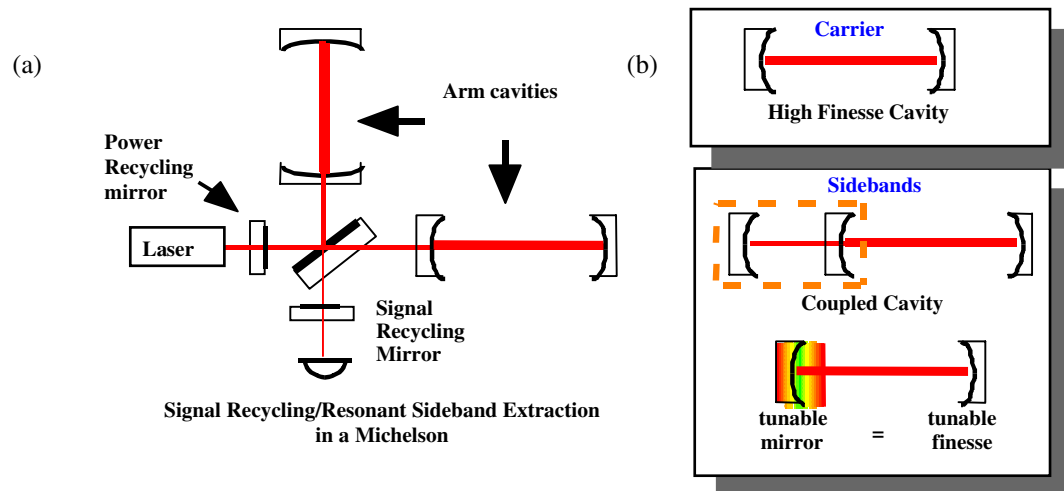 (a)
Arm cavities
Power
Recycling
mirror
Laser
Signal
Recycling
Mirror
Signal Recycling/Resonant Sideband Extraction
in a Michelson
(b)
Carrier
High Finesse Cavity
Sidebands
Coupled Cavity
tunable = tunable
mirror finesse